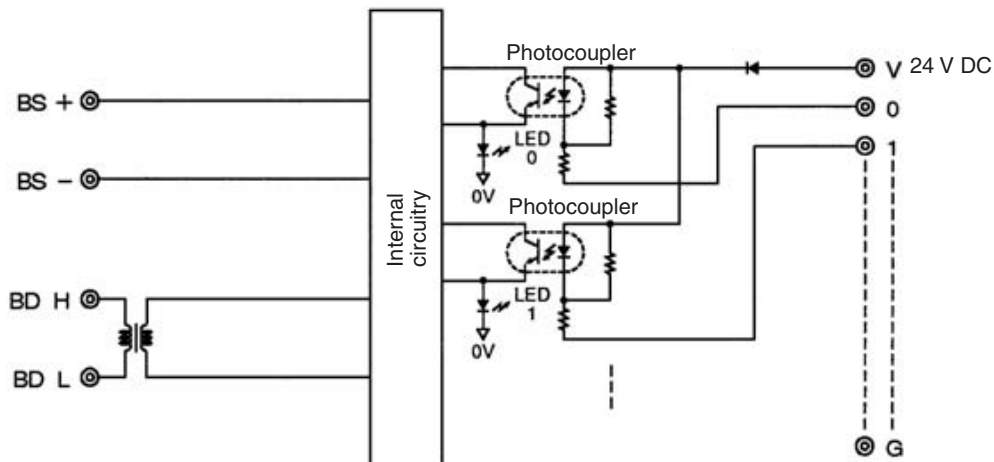 Photocoupler
V 24 V DC
BS +
0
LED
0
1
0V
BS -
Internal
circuitry
Photocoupler
BD H
LED
1
0V
BD L
G